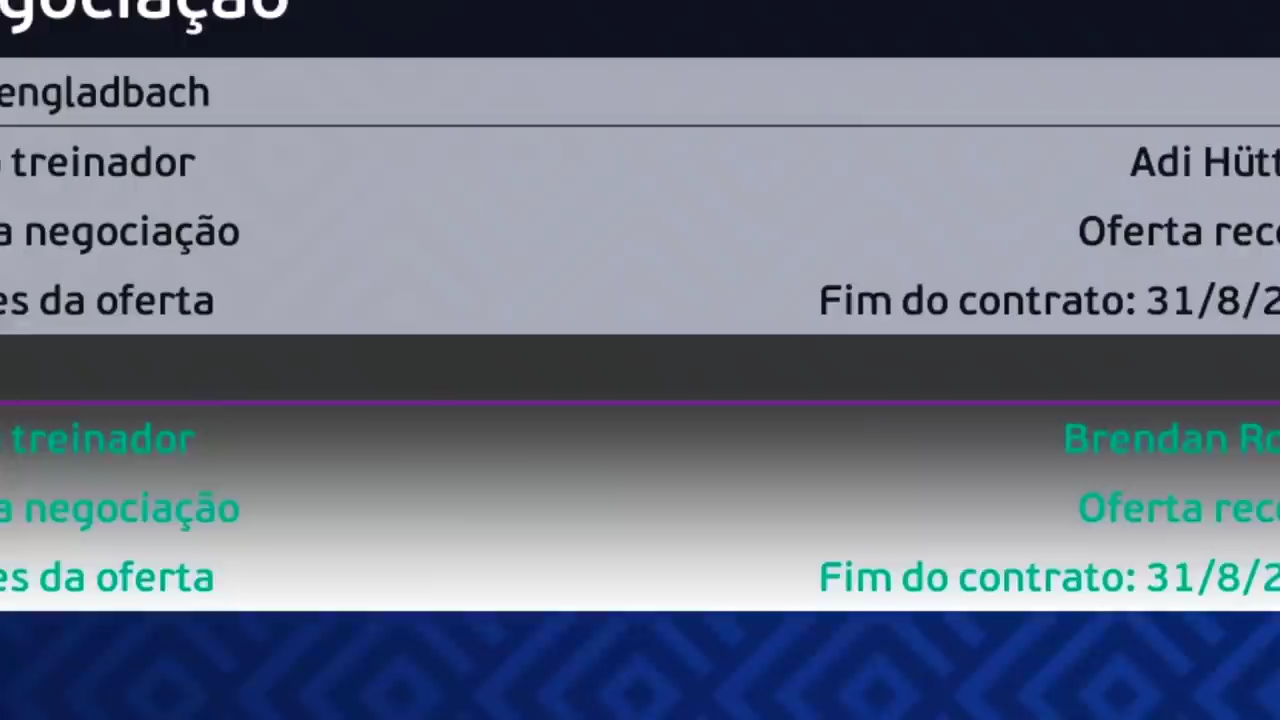 gociação
engladbach
treinador Adi Hütt
a negociação Oferta rece
es da oferta Fim do contrato: 31/8/2
treinador Brendan Ro
a negociação Oferta rece
es da oferta Fim do contrato: 31/8/2